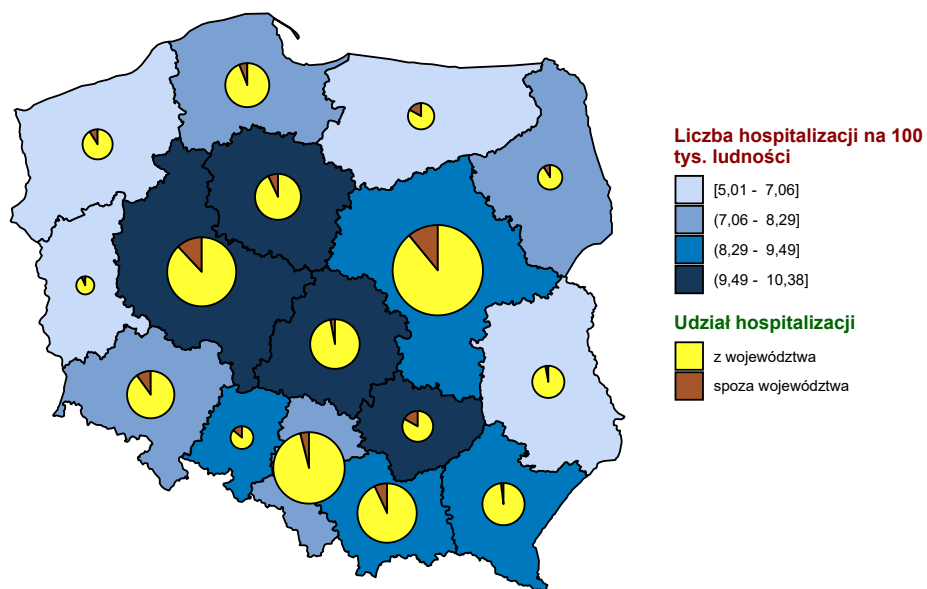 Liczba hospitalizacji na 100
tys. ludności
[5,01 - 7,06]
(7,06 - 8,29]
(8,29 - 9,49]
(9,49 - 10,38]
Udział hospitalizacji
z województwa
spoza województwa